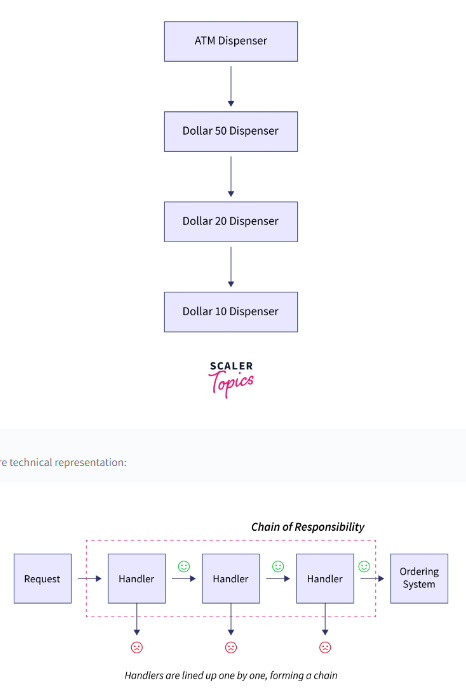 ATM Dispenser
Dollar 50 Dispenser
Dollar 20 Dispenser
Dollar 10 Dispenser
SCALER
Topics
re technical representation:
Chain of Responsibility
Request
Handler
Handler
Handler
Ordering
System
Handlers are lined up one by one, forming a chain